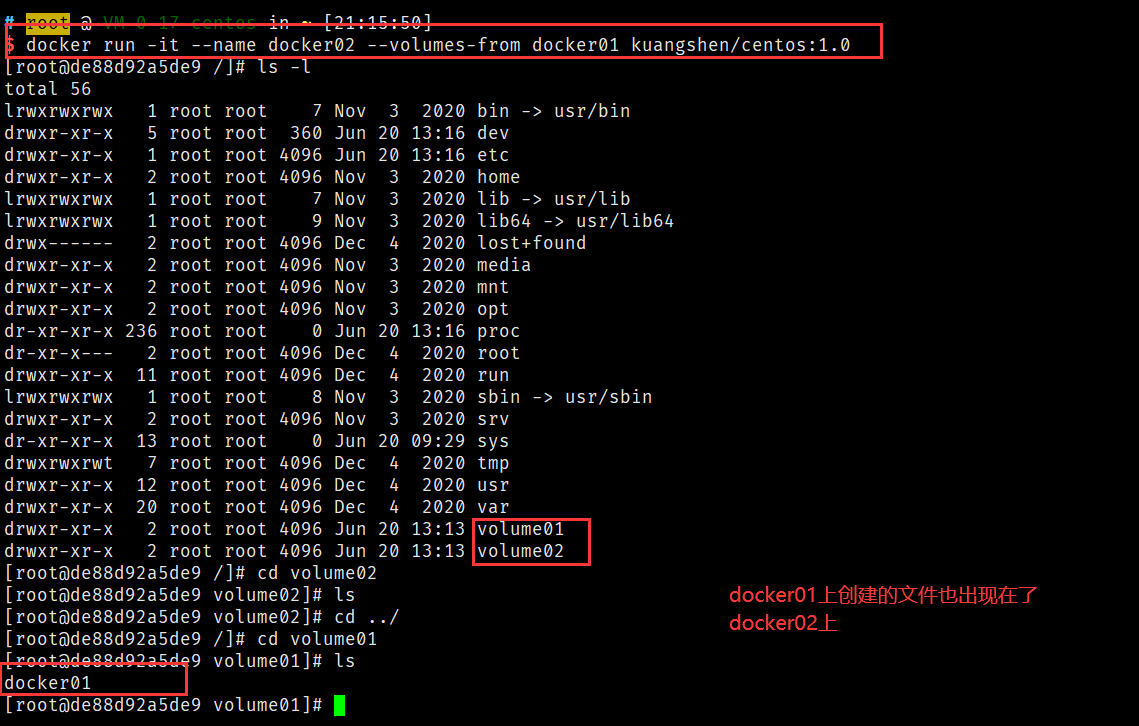 # root @ VM-0-17-centos in ~ [21:15:50]
$ docker run -it --name docker02 --volumes-from docker01 kuangshen/centos:1.0
[root@de88d92a5de9 /]# ls -l
total 56
lrwxrwxrwx   1 root root    7 Nov  3  2020 bin -> usr/bin
drwxr-xr-x   5 root root  360 Jun 20 13:16 dev
drwxr-xr-x   1 root root 4096 Jun 20 13:16 etc
drwxr-xr-x   2 root root 4096 Nov  3  2020 home
lrwxrwxrwx   1 root root    7 Nov  3  2020 lib -> usr/lib
lrwxrwxrwx   1 root root    9 Nov  3  2020 lib64 -> usr/lib64
drwx------   2 root root 4096 Dec  4  2020 lost+found
drwxr-xr-x   2 root root 4096 Nov  3  2020 media
drwxr-xr-x   2 root root 4096 Nov  3  2020 mnt
drwxr-xr-x   2 root root 4096 Nov  3  2020 opt
dr-xr-xr-x 236 root root    0 Jun 20 13:16 proc
dr-xr-x---   2 root root 4096 Dec  4  2020 root
drwxr-xr-x  11 root root 4096 Dec  4  2020 run
lrwxrwxrwx   1 root root    8 Nov  3  2020 sbin -> usr/sbin
drwxr-xr-x   2 root root 4096 Nov  3  2020 srv
dr-xr-xr-x  13 root root    0 Jun 20 09:29 sys
drwxrwxrwt   7 root root 4096 Dec  4  2020 tmp
drwxr-xr-x  12 root root 4096 Dec  4  2020 usr
drwxr-xr-x  20 root root 4096 Dec  4  2020 var
drwxr-xr-x   2 root root 4096 Jun 20 13:13 volume01
drwxr-xr-x   2 root root 4096 Jun 20 13:13 volume02
[root@de88d92a5de9 /]# cd volume02
[root@de88d92a5de9 volume02]# ls
[root@de88d92a5de9 volume02]# cd ../
[root@de88d92a5de9 /]# cd volume01
[root@de88d92a5de9 volume01]# ls
docker01
[root@de88d92a5de9 volume01]#
docker01上创建的文件也出现在了
docker02上